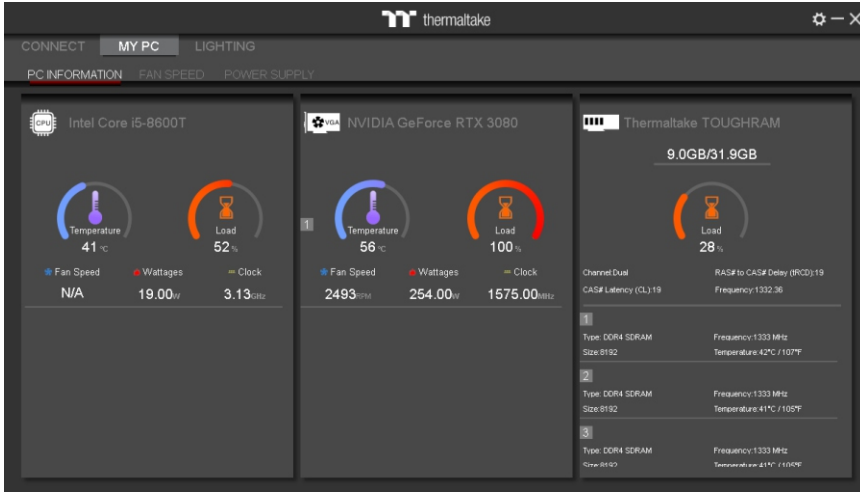 thermaltake
CONNECT MY PC LIGHTING
PC INFORMATION FAN SPEED POWER SUPPLY
CPU Intel Core i5-8600T
Temperature
41 °C
Load
52 %
Fan Speed Wattages Clock
N/A 19.00W 3.13GHz
VGA NVIDIA GeForce RTX 3080
1
Temperature
56 °C
Load
100 %
Fan Speed Wattages Clock
2493RPM 254.00W 1575.00MHz
Thermaltake TOUGHRAM
9.0GB/31.9GB
Load
28 %
Channel:Dual RAS# to CAS# Delay (tRCD):19
CAS# Latency (CL):19 Frequency:1332.36
1
Type: DDR4 SDRAM Frequency:1333 MHz
Size:8192 Temperature:42°C / 107°F
2
Type: DDR4 SDRAM Frequency:1333 MHz
Size:8192 Temperature:41°C / 105°F
3
Type: DDR4 SDRAM Frequency:1333 MHz
Size:8192 Temperature:41°C / 105°F